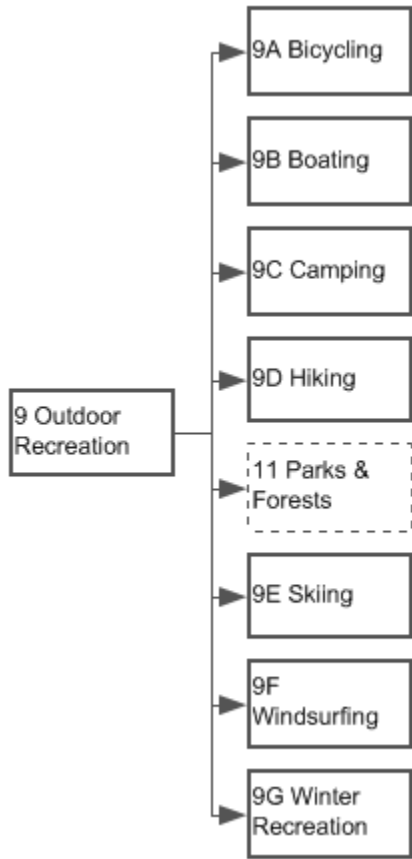 9A Bicycling
9B Boating
9C Camping
9D Hiking
9 Outdoor
Recreation
11 Parks &
Forests
9E Skiing
9F
Windsurfing
9G Winter
Recreation